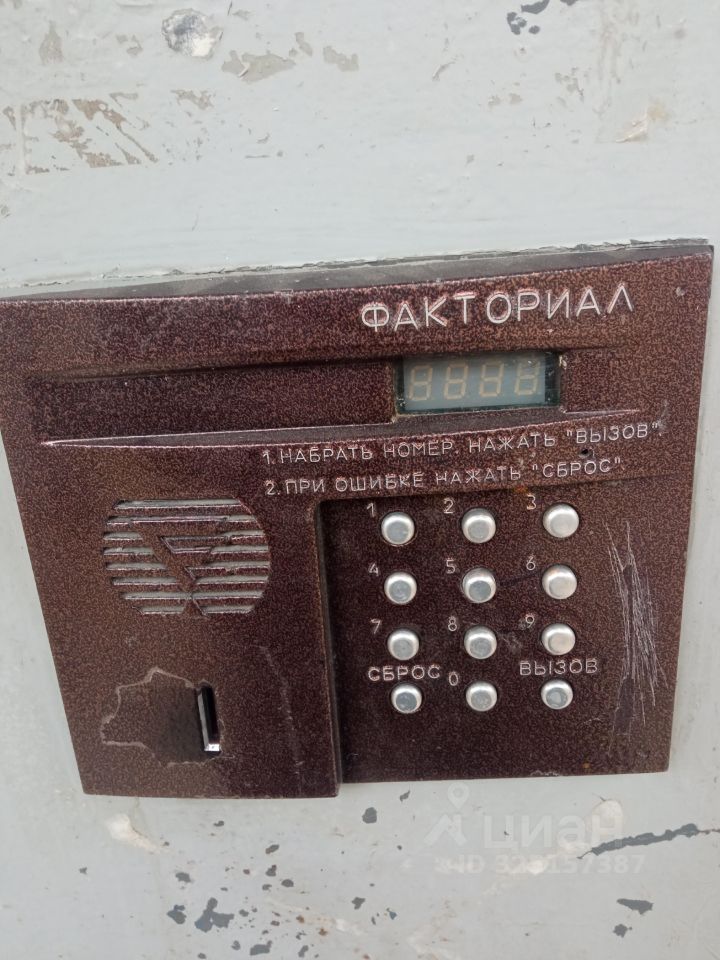 ФАКТОРИАЛ
8888
1. НАБРАТЬ НОМЕР, НАЖАТЬ "ВЫЗОВ".
2. ПРИ ОШИБКЕ НАЖАТЬ "СБРОС"
1 2 3
4 5 6
7 8 9
СБРОС 0 ВЫЗОВ
циан